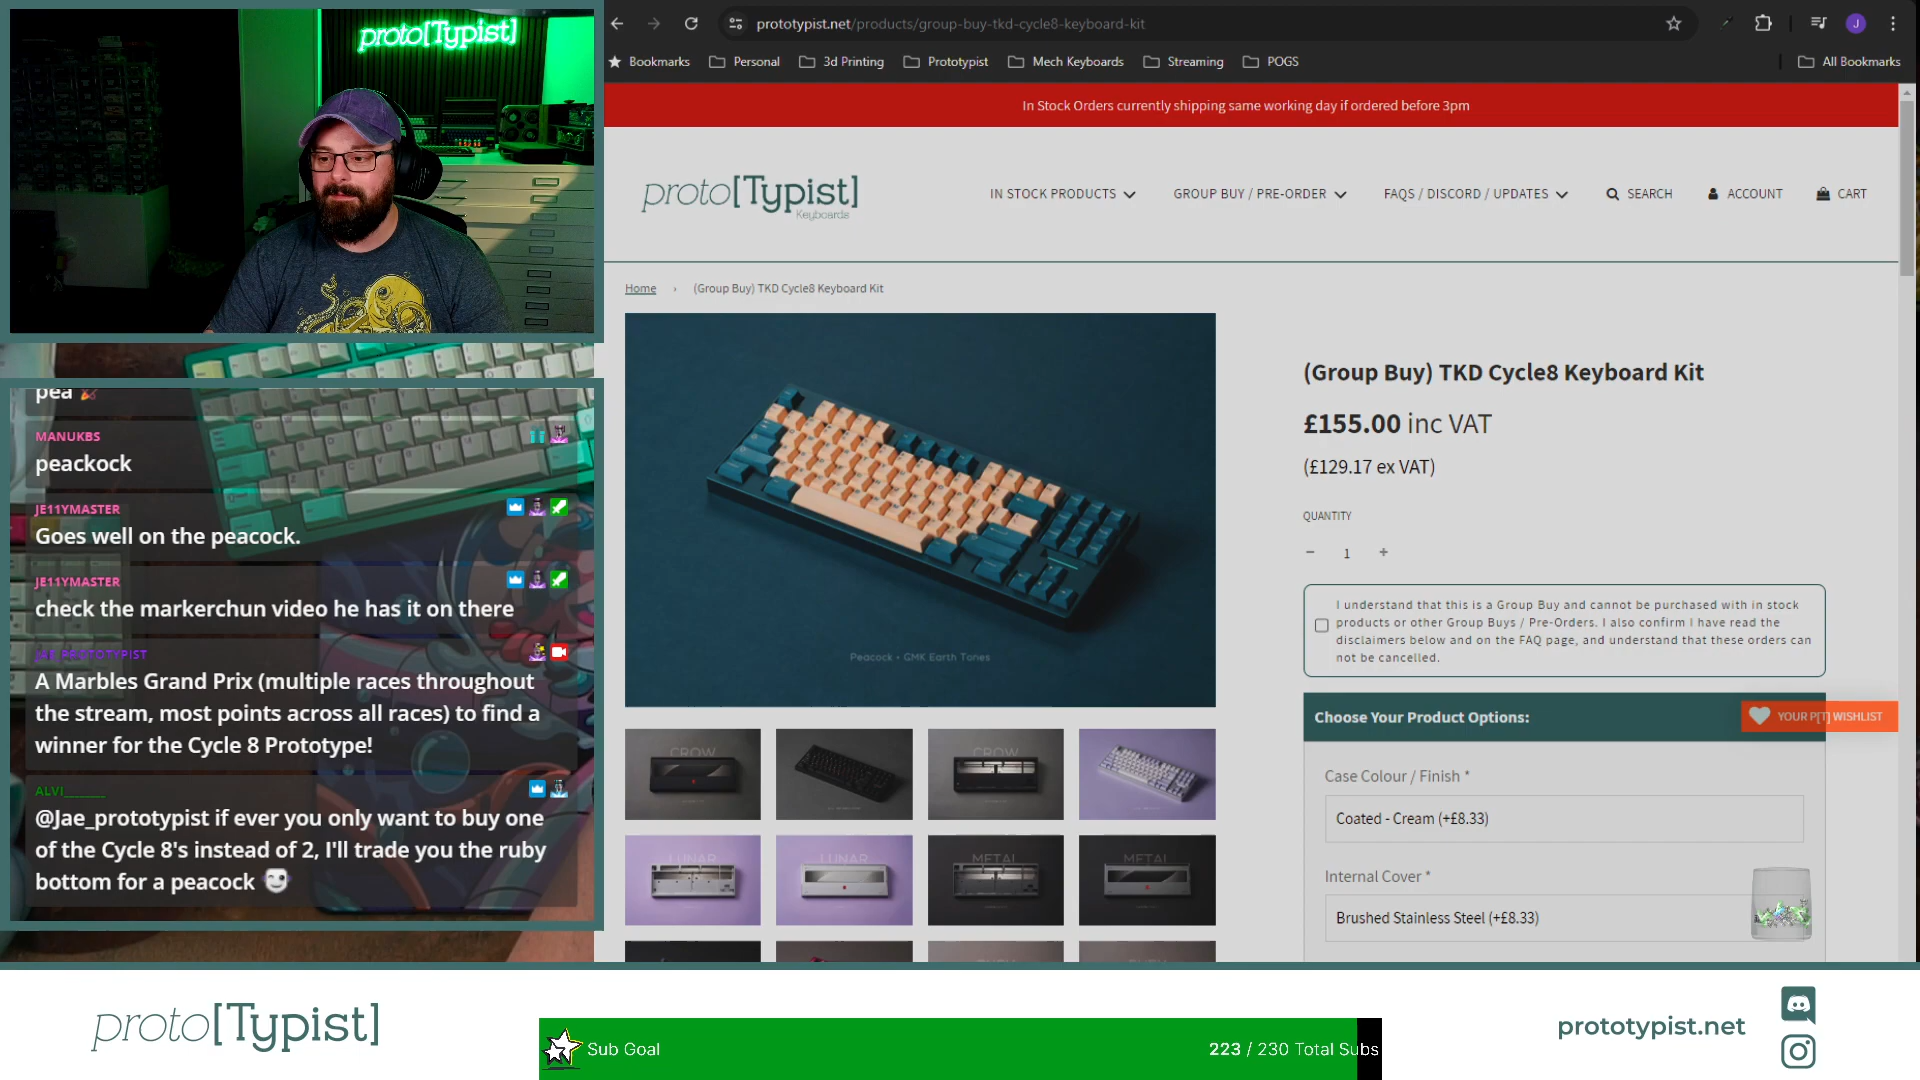 proto[Typist]
pea
MANUKBS
peackock
JE11YMASTER
Goes well on the peacock.
JE11YMASTER
check the markerchun video he has it on there
JAE_PROTOTYPIST
A Marbles Grand Prix (multiple races throughout
the stream, most points across all races) to find a
winner for the Cycle 8 Prototype!
ALVI_______
@Jae_prototypist if ever you only want to buy one
of the Cycle 8's instead of 2, I'll trade you the ruby
bottom for a peacock
prototypist.net/products/group-buy-tkd-cycle8-keyboard-kit
J
Bookmarks Personal 3d Printing Prototypist Mech Keyboards Streaming POGS All Bookmarks
In Stock Orders currently shipping same working day if ordered before 3pm
proto[Typist]
Keyboards
IN STOCK PRODUCTS GROUP BUY / PRE-ORDER FAQS / DISCORD / UPDATES SEARCH ACCOUNT CART
Home › (Group Buy) TKD Cycle8 Keyboard Kit
Peacock - GMK Earth Tones
CROW
CROW
LUNAR
LUNAR
METAL
METAL
(Group Buy) TKD Cycle8 Keyboard Kit
£155.00 inc VAT
(£129.17 ex VAT)
QUANTITY
− 1 +
I understand that this is a Group Buy and cannot be purchased with in stock
products or other Group Buys / Pre-Orders. I also confirm I have read the
disclaimers below and on the FAQ page, and understand that these orders can
not be cancelled.
Choose Your Product Options:
YOUR P[T] WISHLIST
Case Colour / Finish *
Coated - Cream (+£8.33)
Internal Cover *
Brushed Stainless Steel (+£8.33)
proto[Typist]
Sub Goal
223 / 230 Total Subs
prototypist.net